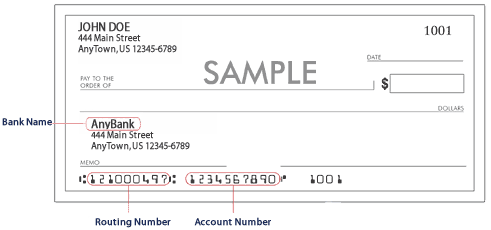 JOHN DOE
444 Main Street
AnyTown, US 12345-6789
1001
DATE
SAMPLE
PAY TO THE
ORDER OF
$
DOLLARS
Bank Name
AnyBank
444 Main Street
AnyTown, US 12345-6789
MEMO
⑆121000497⑆ 1234567890⑈ 1001
Routing Number Account Number